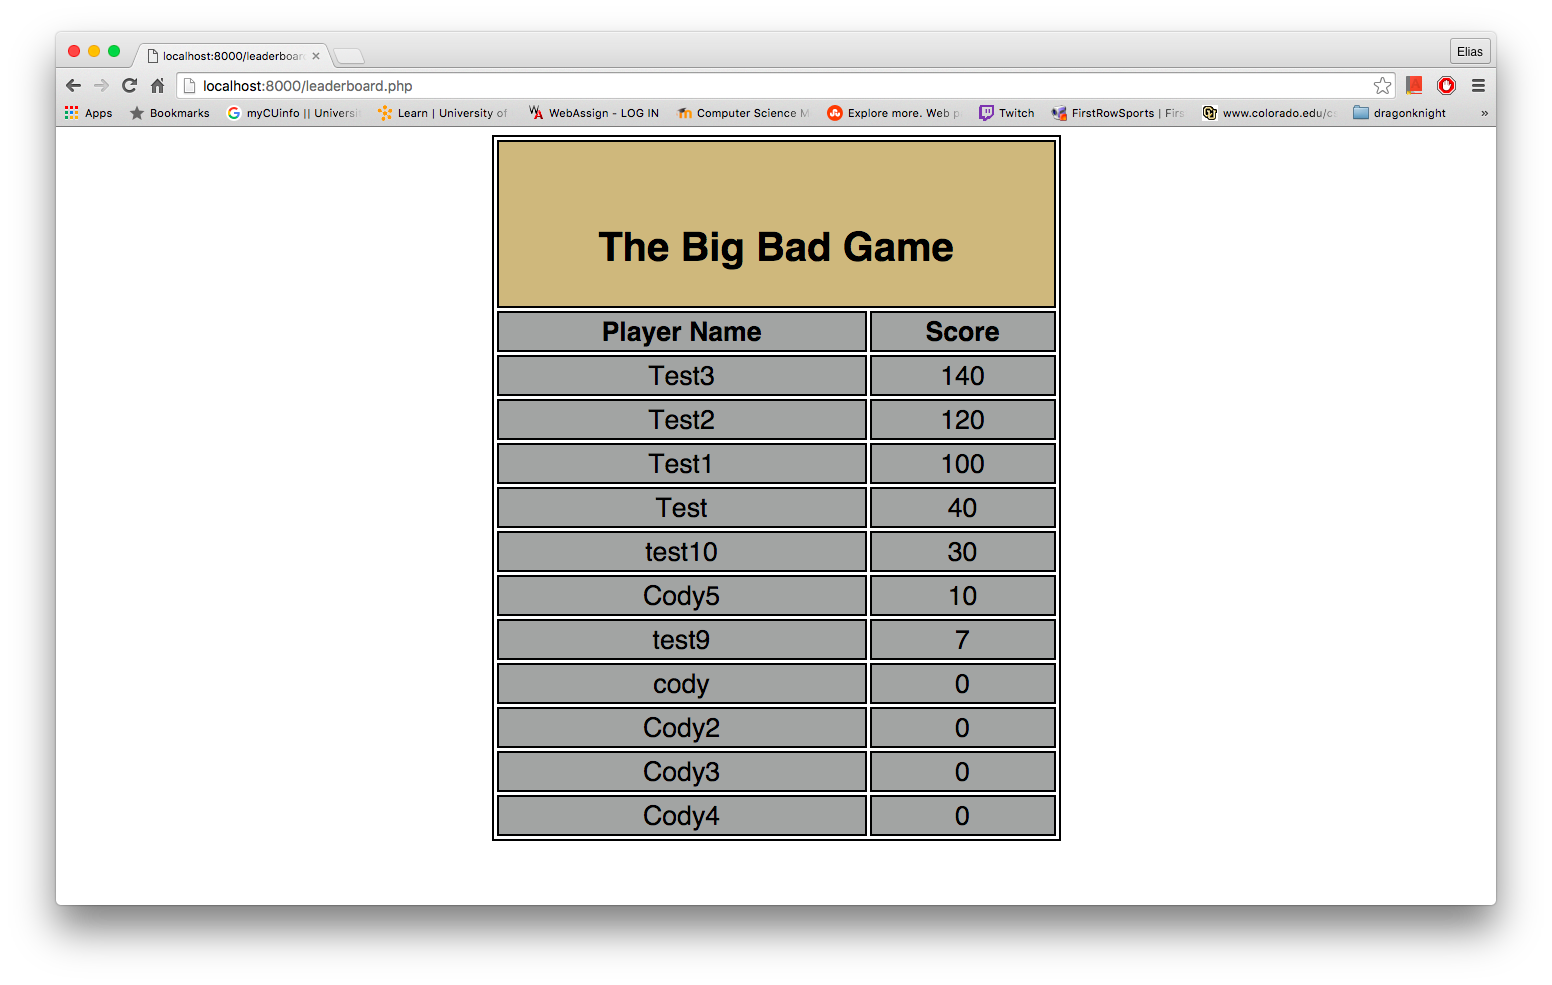 localhost:8000/leaderboar
Elias
localhost:8000/leaderboard.php
Apps Bookmarks myCUinfo || Universi Learn | University of WebAssign - LOG IN Computer Science M Explore more. Web p Twitch FirstRowSports | Firs www.colorado.edu/cs dragonknight »
The Big Bad Game
Player Name Score
Test3 140
Test2 120
Test1 100
Test 40
test10 30
Cody5 10
test9 7
cody 0
Cody2 0
Cody3 0
Cody4 0